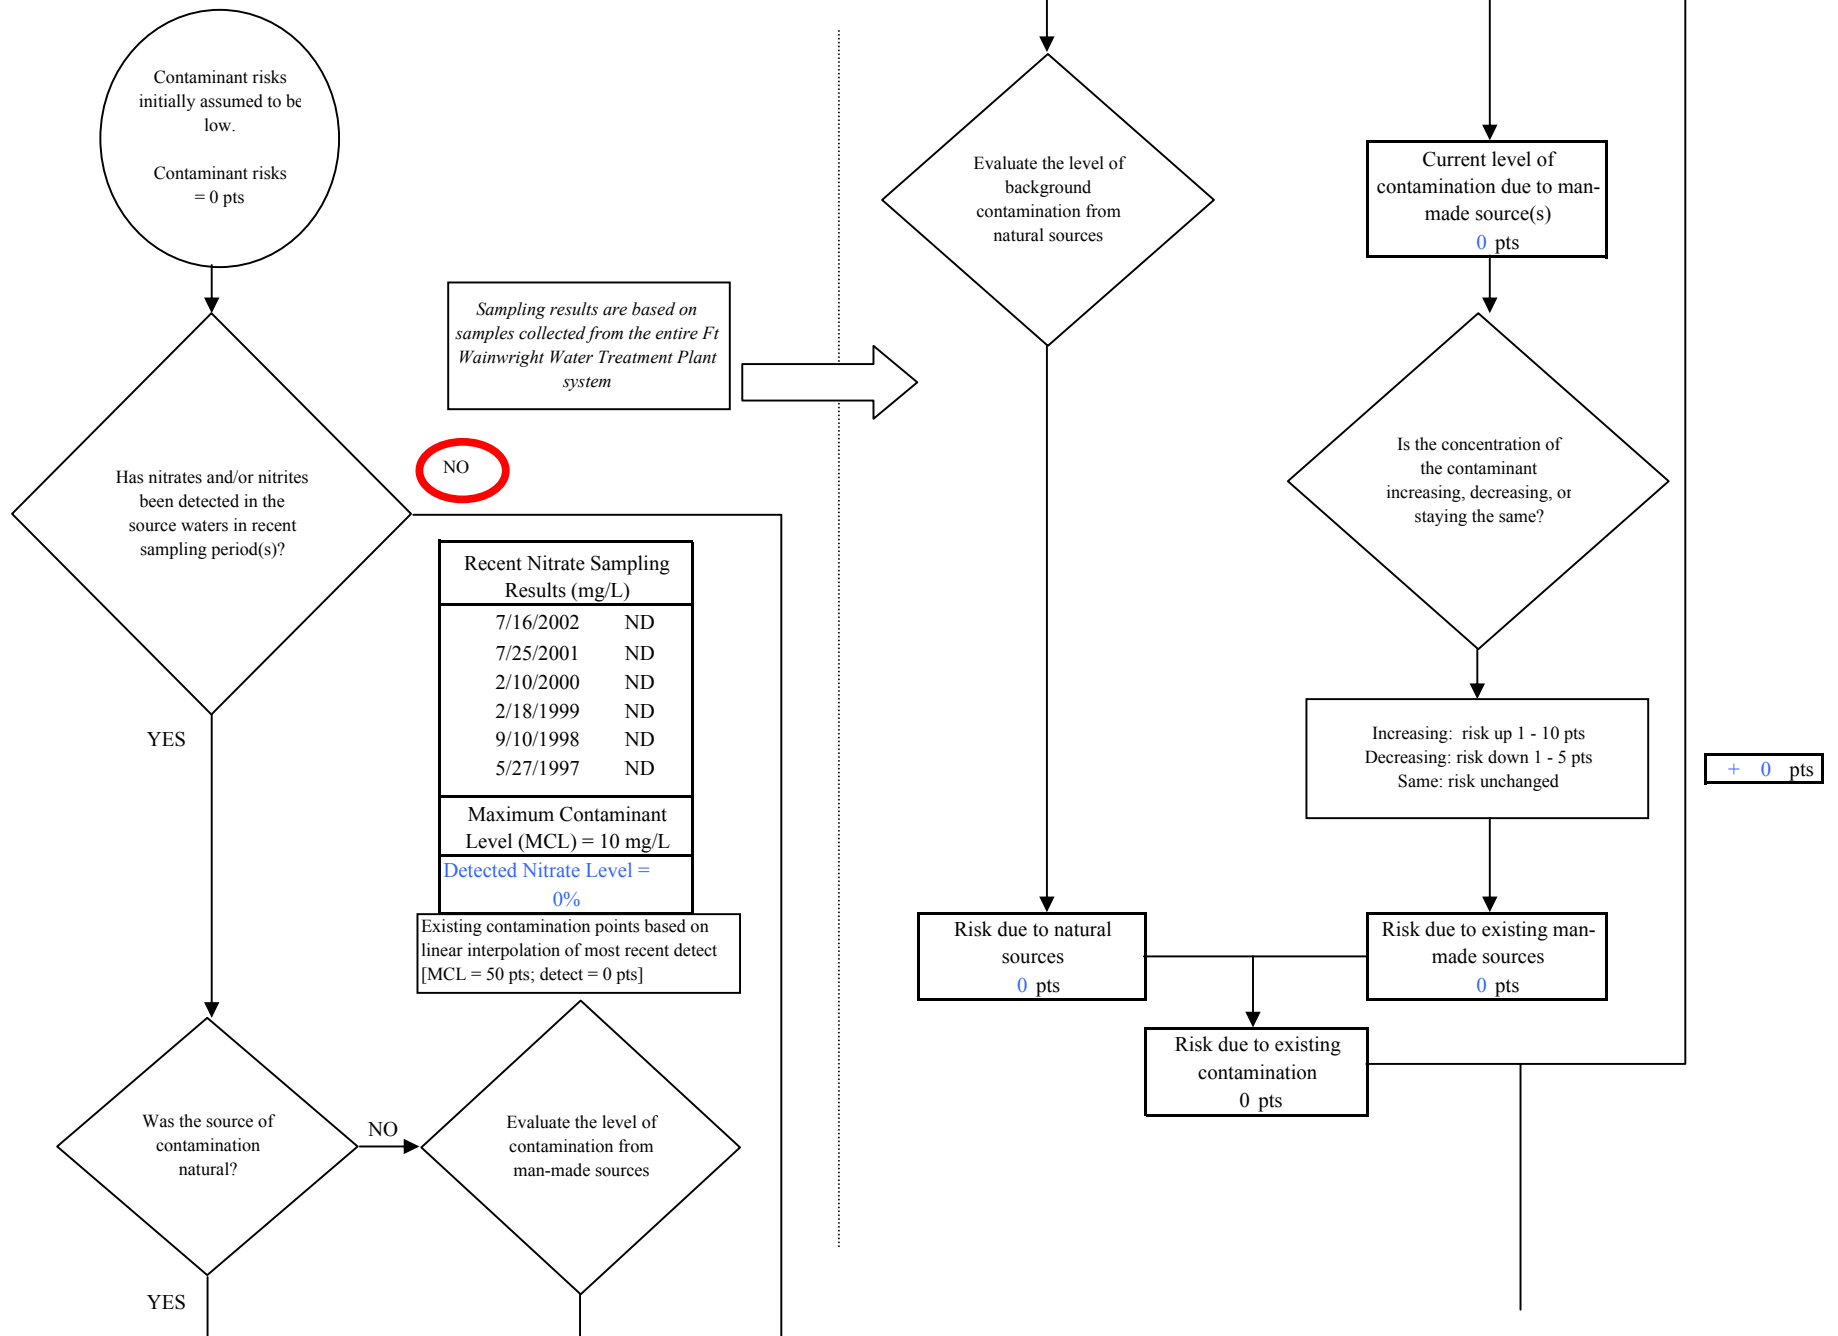 Contaminant risks
initially assumed to be
low.
Contaminant risks
= 0 pts
Sampling results are based on
samples collected from the entire Ft
Wainwright Water Treatment Plant
system
Has nitrates and/or nitrites
been detected in the
source waters in recent
sampling period(s)?
NO
YES
Recent Nitrate Sampling
Results (mg/L)
7/16/2002 ND
7/25/2001 ND
2/10/2000 ND
2/18/1999 ND
9/10/1998 ND
5/27/1997 ND
Maximum Contaminant
Level (MCL) = 10 mg/L
Detected Nitrate Level =
0%
Existing contamination points based on
linear interpolation of most recent detect
[MCL = 50 pts; detect = 0 pts]
Was the source of
contamination
natural?
NO
YES
Evaluate the level of
contamination from
man-made sources
Evaluate the level of
background
contamination from
natural sources
Current level of
contamination due to man-
made source(s)
0 pts
Is the concentration of
the contaminant
increasing, decreasing, or
staying the same?
Increasing: risk up 1 - 10 pts
Decreasing: risk down 1 - 5 pts
Same: risk unchanged
+ 0 pts
Risk due to natural
sources
0 pts
Risk due to existing man-
made sources
0 pts
Risk due to existing
contamination
0 pts